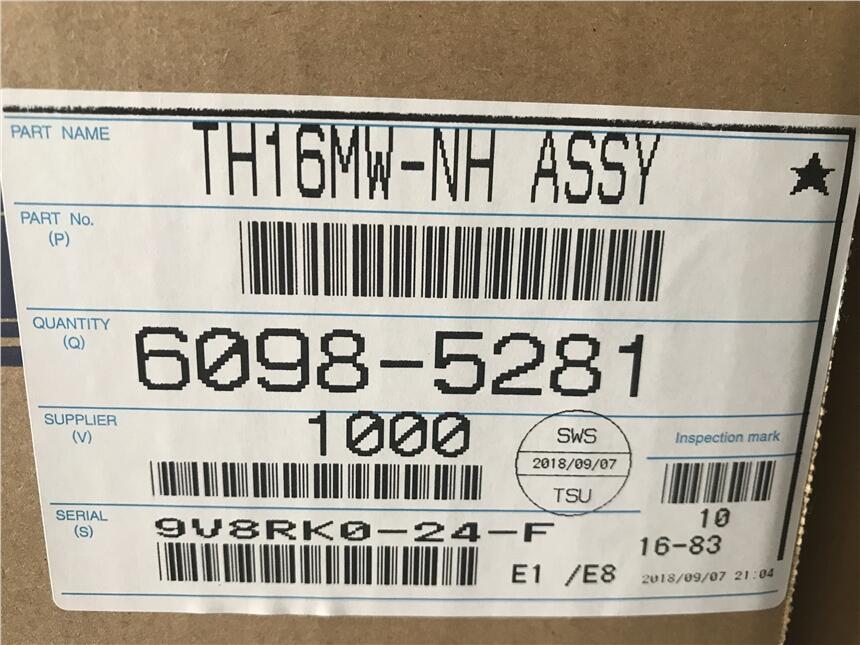 PART NAME
TH16MW-NH ASSY
PART No.
(P)
QUANTITY
(Q)
6098-5281
SUPPLIER
(V)
1000
SWS
2018/09/07
TSU
Inspection mark
SERIAL
(S)
9V8RK0-24-F
10
16-83
E1 /E8
2018/09/07 21:04